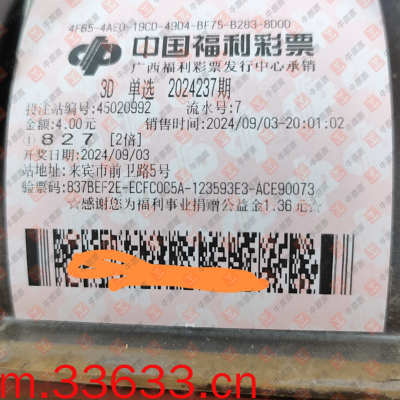 4FB5-4AE0-19CD-49D4-BF75-B283-8D00
中国福利彩票
广西福利彩票发行中心承销
3D 单选 2024237期
投注站编号:45020992 流水号:7
金额:4.00元 销售时间:2024/09/03-20:01:02
① 8 2 7 [2倍]
开奖日期:2024/09/03
站地址:来宾市前卫路5号
验票码:B37BEF2E-ECFC0C5A-123593E3-ACE90073
☆感谢您为福利事业捐赠公益金1.36元☆
m.33633.cn